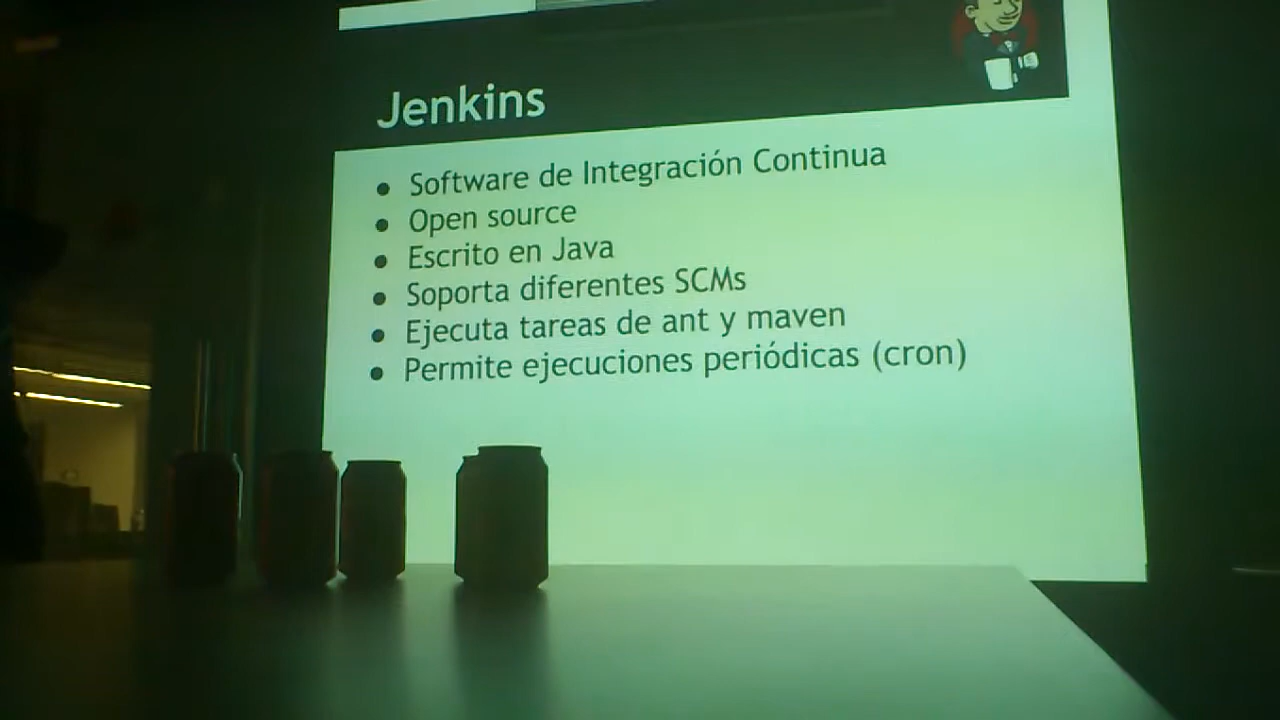 Jenkins
● Software de Integración Continua
● Open source
● Escrito en Java
● Soporta diferentes SCMs
● Ejecuta tareas de ant y maven
● Permite ejecuciones periódicas (cron)